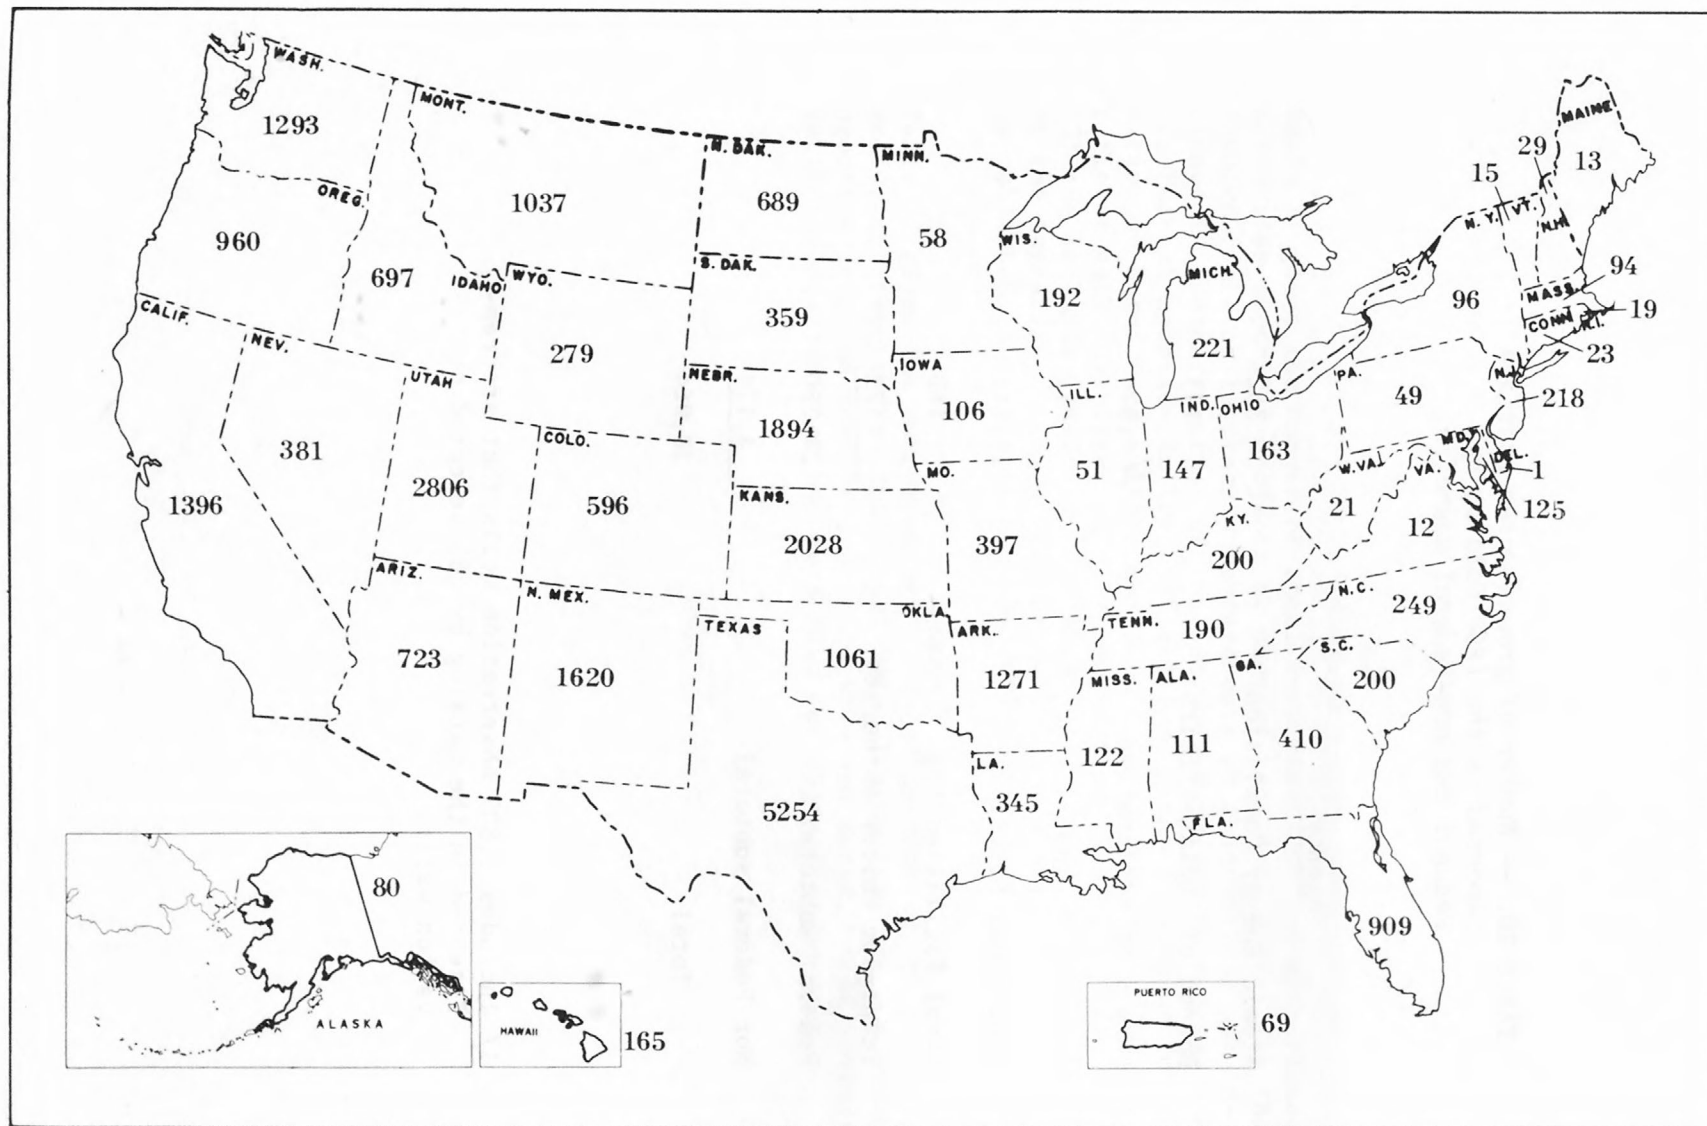 WASH.
1293
MONT.
1037
N. DAK.
689
MINN.
58
MAINE
13
29
15
N. Y.
VT.
N.H.
OREG.
960
697
IDAHO
WYO.
279
S. DAK.
359
WIS.
192
MICH.
221
96
MASS.
94
CONN.
R.I.
19
23
CALIF.
1396
NEV.
381
UTAH
2806
COLO.
596
NEBR.
1894
IOWA
106
ILL.
51
IND.
147
OHIO
163
PA.
49
N.J.
218
MD.
DEL.
1
125
W.VA.
21
VA.
12
KANS.
2028
MO.
397
KY.
200
ARIZ.
723
N. MEX.
1620
TEXAS
5254
OKLA.
1061
ARK.
1271
TENN.
190
N.C.
249
S.C.
200
MISS.
122
ALA.
111
GA.
410
LA.
345
FLA.
909
80
ALASKA
HAWAII
165
PUERTO RICO
69